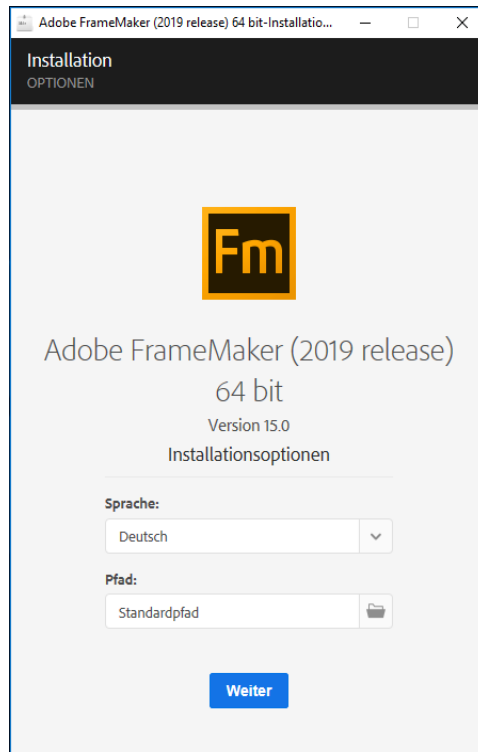 Adobe FrameMaker (2019 release) 64 bit-Installatio...
Installation
OPTIONEN
Fm
Adobe FrameMaker (2019 release)
64 bit
Version 15.0
Installationsoptionen
Sprache:
Deutsch
Pfad:
Standardpfad
Weiter